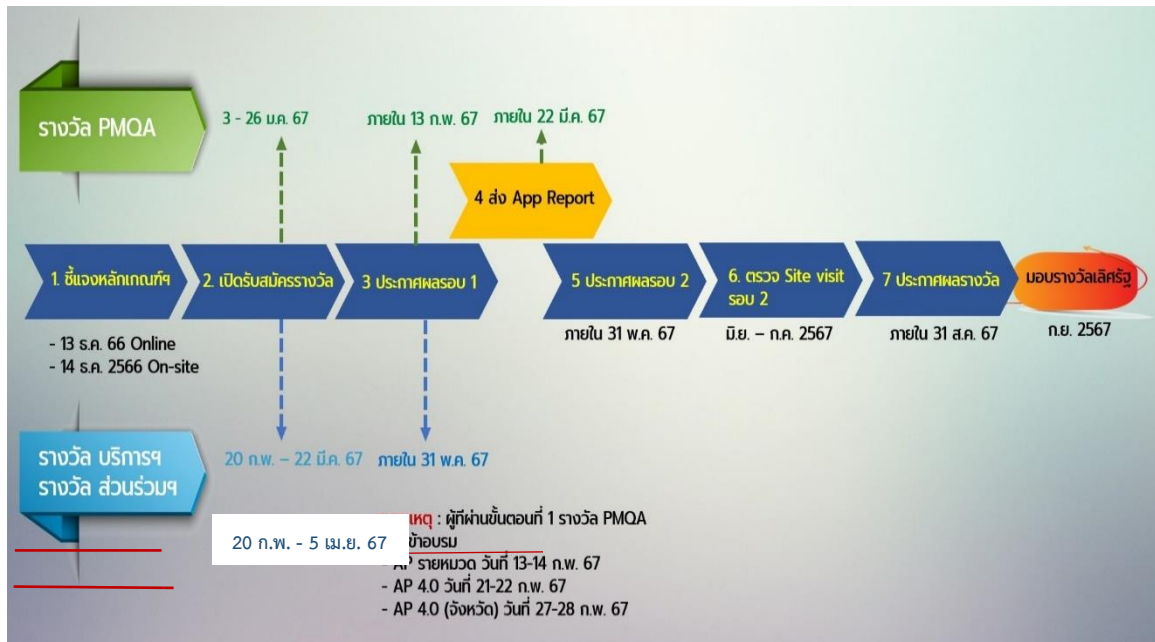 รางวัล PMQA
3 - 26 ม.ค. 67
ภายใน 13 ก.พ. 67
ภายใน 22 มี.ค. 67
4 ส่ง App Report
1. ชี้แจงหลักเกณฑ์ฯ
2. เปิดรับสมัครรางวัล
3 ประกาศผลรอบ 1
5 ประกาศผลรอบ 2
6. ตรวจ Site visit
รอบ 2
7 ประกาศผลรางวัล
มอบรางวัลเลิศรัฐ
- 13 ธ.ค. 66 Online
- 14 ธ.ค. 2566 On-site
ภายใน 31 พ.ค. 67
มิ.ย. – ก.ค. 2567
ภายใน 31 ส.ค. 67
ก.ย. 2567
รางวัล บริการฯ
รางวัล ส่วนร่วมฯ
20 ก.พ. – 22 มี.ค. 67
ภายใน 31 พ.ค. 67
20 ก.พ. - 5 เม.ย. 67
: ผู้ที่ผ่านขั้นตอนที่ 1 รางวัล PMQA
เข้าอบรม
- AP รายหมวด วันที่ 13-14 ก.พ. 67
- AP 4.0 วันที่ 21-22 ก.พ. 67
- AP 4.0 (จังหวัด) วันที่ 27-28 ก.พ. 67